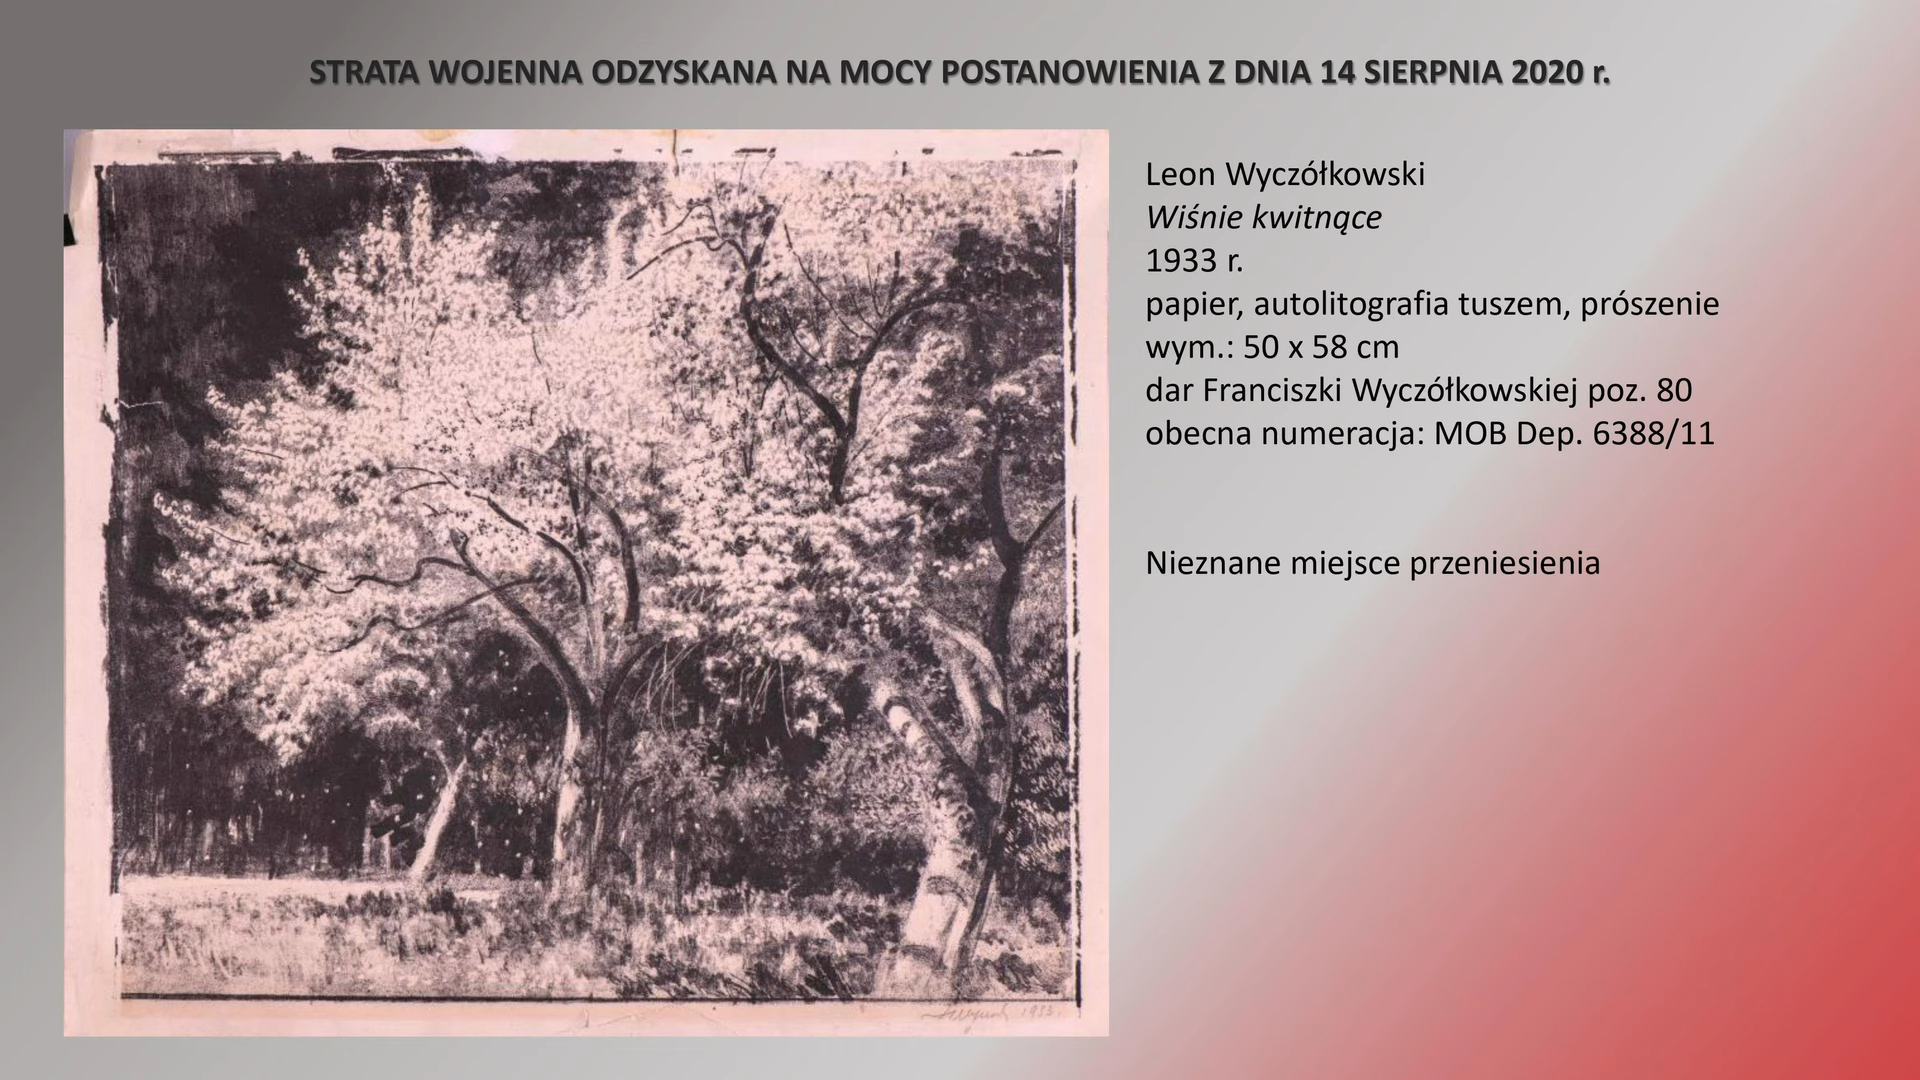 STRATA WOJENNA ODZYSKANA NA MOCY POSTANOWIENIA Z DNIA 14 SIERPNIA 2020 r.
Leon Wyczółkowski
Wiśnie kwitnące
1933 r.
papier, autolitografia tuszem, prószenie
wym.: 50 x 58 cm
dar Franciszki Wyczółkowskiej poz. 80
obecna numeracja: MOB Dep. 6388/11
Nieznane miejsce przeniesienia
1933